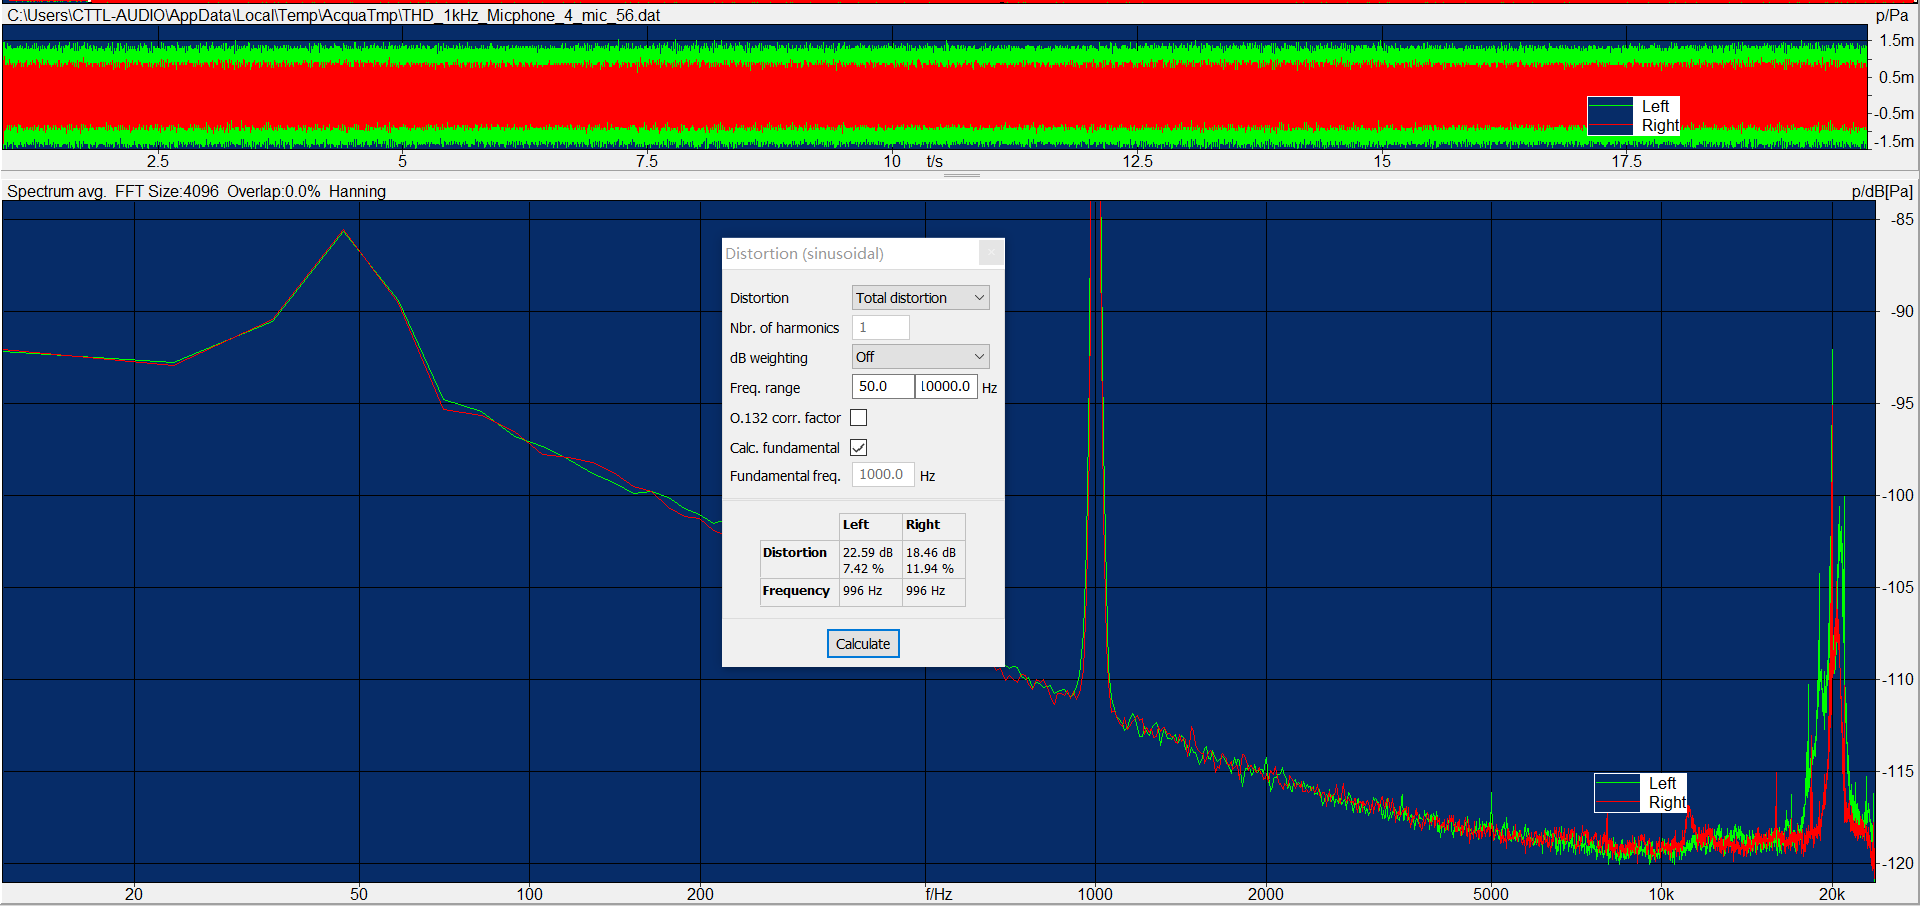 C:\Users\CTTL-AUDIO\AppData\Local\Temp\AcquaTmp\THD_1kHz_Micphone_4_mic_56.dat
p/Pa
1.5m
0.5m
-0.5m
-1.5m
Left
Right
2.5 5 7.5 10 t/s 12.5 15 17.5
Spectrum avg. FFT Size:4096 Overlap:0.0% Hanning
p/dB[Pa]
-85
-90
-95
-100
-105
-110
-115
-120
Distortion (sinusoidal)
Distortion Total distortion
Nbr. of harmonics 1
dB weighting Off
Freq. range 50.0 10000.0 Hz
O.132 corr. factor
Calc. fundamental
Fundamental freq. 1000.0 Hz
Left Right
Distortion 22.59 dB 18.46 dB
7.42 % 11.94 %
Frequency 996 Hz 996 Hz
Calculate
Left
Right
20 50 100 200 f/Hz 1000 2000 5000 10k 20k